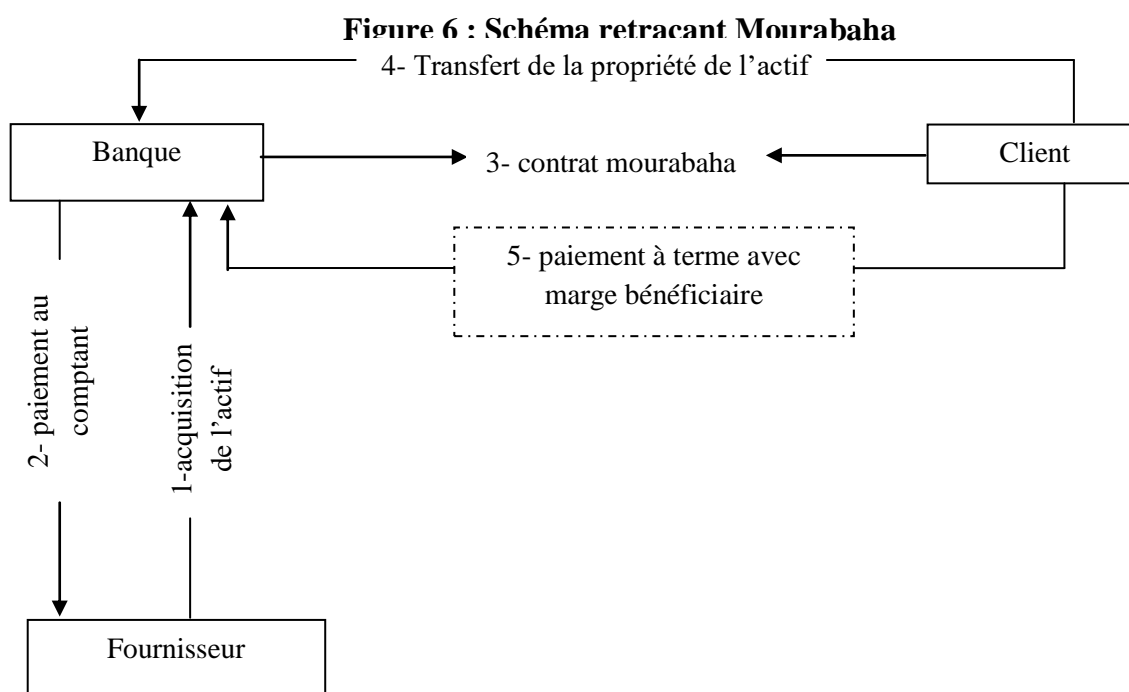 Figure 6 : Schéma retraçant Mourabaha
4- Transfert de la propriété de l’actif
Banque
Client
3- contrat mourabaha
5- paiement à terme avec
marge bénéficiaire
2- paiement au
comptant
1-acquisition
de l’actif
Fournisseur